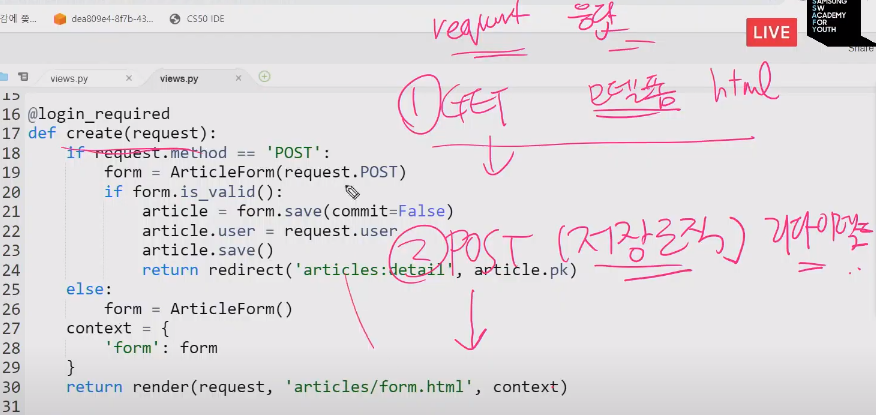 dea809e4-8f7b-43...
CS50 IDE
request 응답
LIVE
SAMSUNG
SW
ACADEMY
FOR
YOUTH
Share
views.py
views.py
① GET 모델폼 html
15
16 @login_required
17 def create(request):
18 if request.method == 'POST':
19 form = ArticleForm(request.POST)
20 if form.is_valid():
21 article = form.save(commit=False)
22 article.user = request.user
② POST (저장로직) 리다이렉트
23 article.save()
24 return redirect('articles:detail', article.pk)
25 else:
26 form = ArticleForm()
27 context = {
28 'form': form
29 }
30 return render(request, 'articles/form.html', context)
31